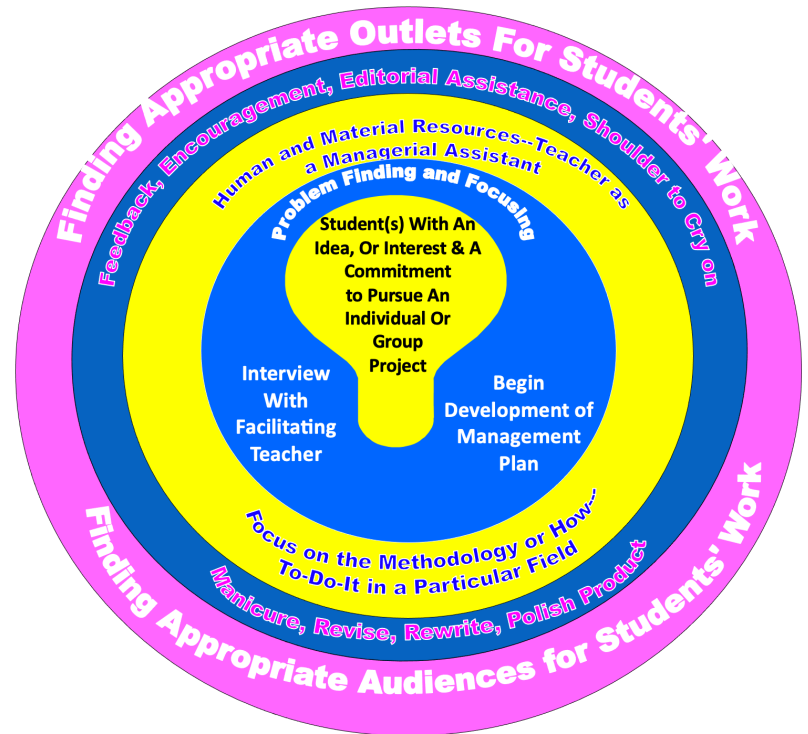 Finding Appropriate Outlets For Students' Work
Feedback, Encouragement, Editorial Assistance, Shoulder to Cry on
Human and Material Resources--Teacher as
a Managerial Assistant
Problem Finding and Focusing
Student(s) With An
Idea, Or Interest & A
Commitment
to Pursue An
Individual Or
Group
Project
Interview
With
Facilitating
Teacher
Begin
Development of
Management
Plan
Focus on the Methodology or How--
To-Do-It in a Particular Field
Manicure, Revise, Rewrite, Polish Product
Finding Appropriate Audiences for Students' Work